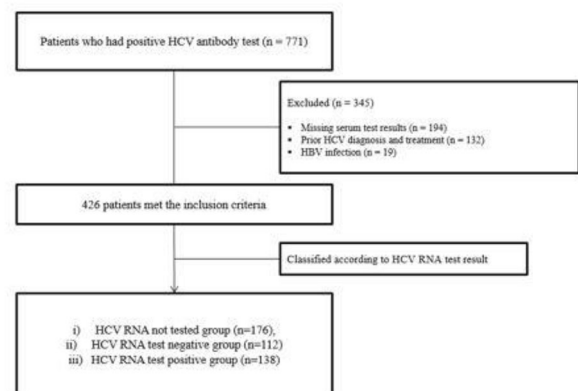 Patients who had positive HCV antibody test (n = 771)
Excluded (n = 345)
▪ Missing serum test results (n = 194)
▪ Prior HCV diagnosis and treatment (n = 132)
▪ HBV infection (n = 19)
426 patients met the inclusion criteria
Classified according to HCV RNA test result
i) HCV RNA not tested group (n=176),
ii) HCV RNA test negative group (n=112)
iii) HCV RNA test positive group (n=138)